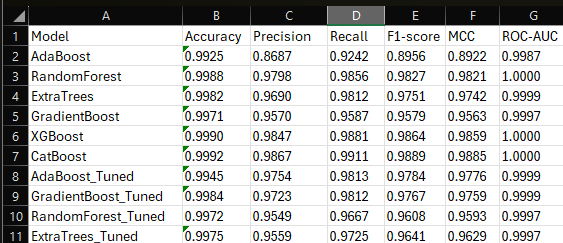 A B C D E F G
1 Model Accuracy Precision Recall F1-score MCC ROC-AUC
2 AdaBoost 0.9925 0.8687 0.9242 0.8956 0.8922 0.9987
3 RandomForest 0.9988 0.9798 0.9856 0.9827 0.9821 1.0000
4 ExtraTrees 0.9982 0.9690 0.9812 0.9751 0.9742 0.9999
5 GradientBoost 0.9971 0.9570 0.9587 0.9579 0.9563 0.9997
6 XGBoost 0.9990 0.9847 0.9881 0.9864 0.9859 1.0000
7 CatBoost 0.9992 0.9867 0.9911 0.9889 0.9885 1.0000
8 AdaBoost_Tuned 0.9945 0.9754 0.9813 0.9784 0.9776 0.9999
9 GradientBoost_Tuned 0.9984 0.9723 0.9812 0.9767 0.9759 0.9999
10 RandomForest_Tuned 0.9972 0.9549 0.9667 0.9608 0.9593 0.9997
11 ExtraTrees_Tuned 0.9975 0.9559 0.9725 0.9641 0.9629 0.9997